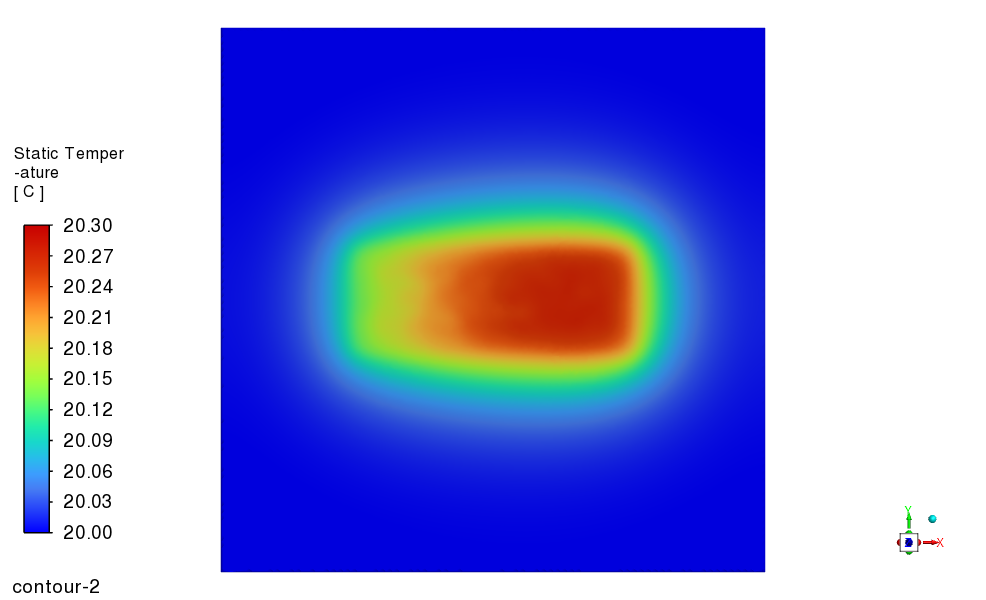 Static Temper
-ature
[ C ]
20.30
20.27
20.24
20.21
20.18
20.15
20.12
20.09
20.06
20.03
20.00
contour-2
Y
Z
X